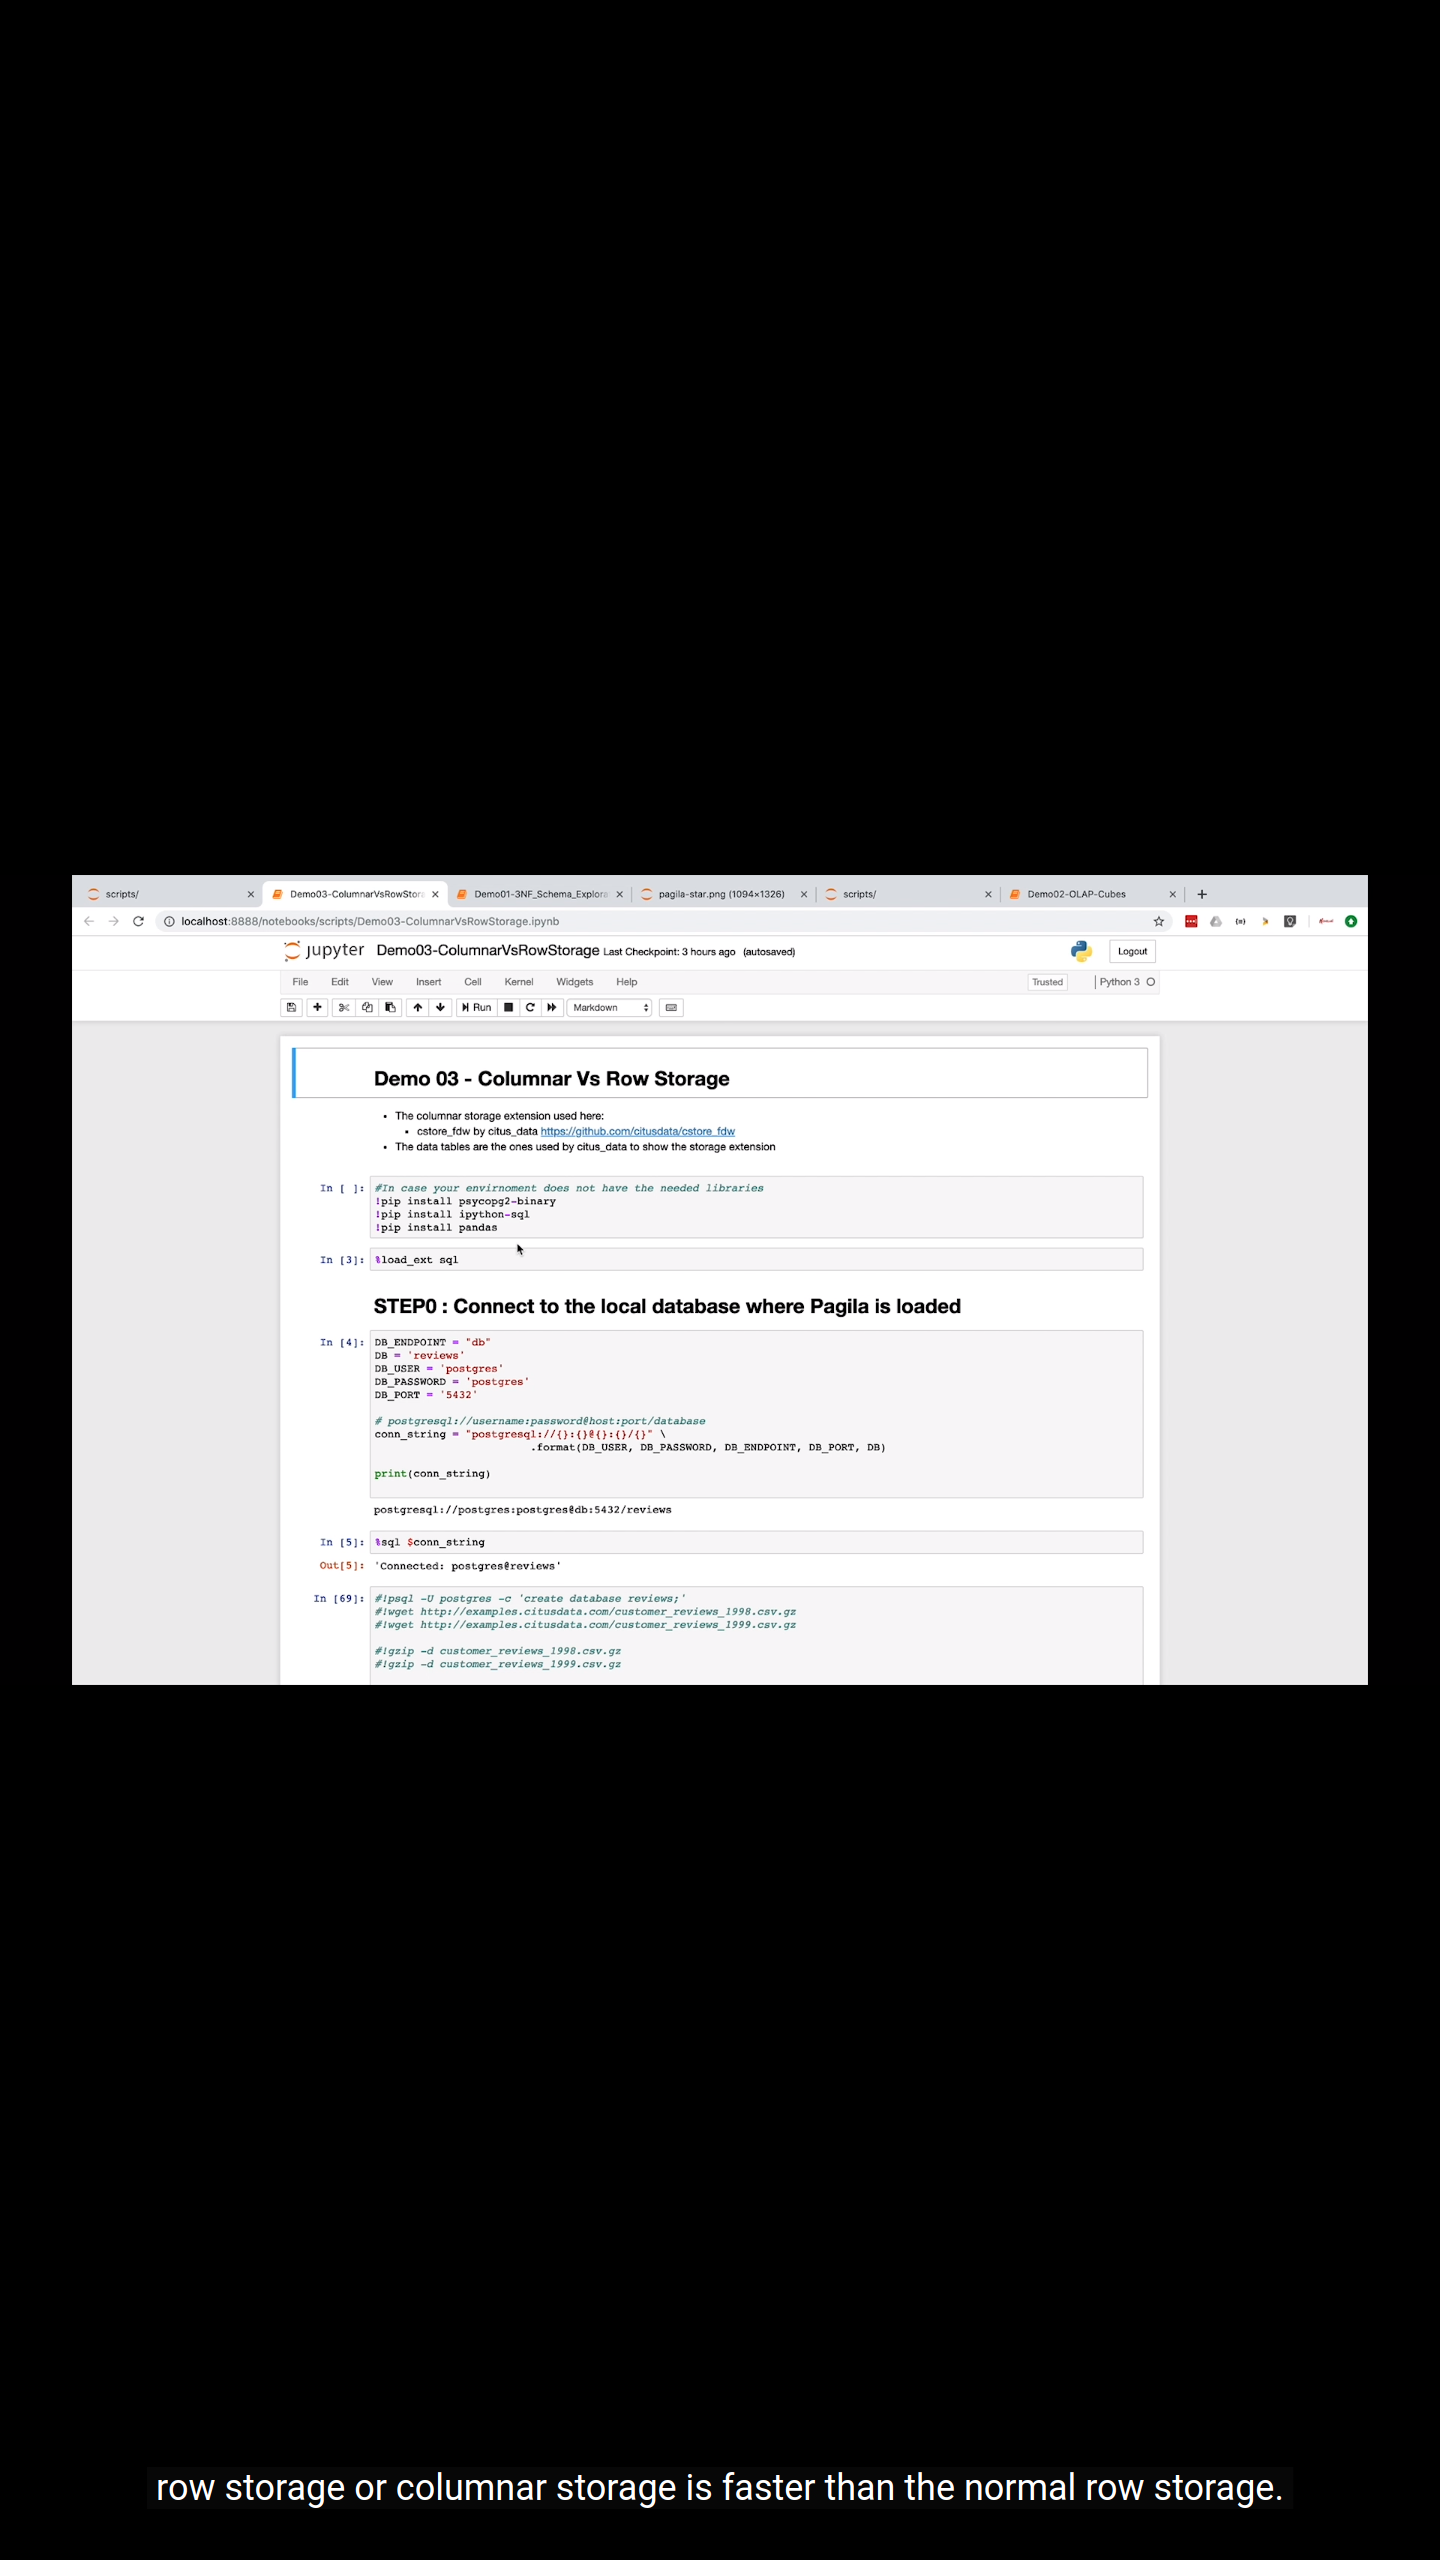 scripts/
Demo03-ColumnarVsRowStora
Demo01-3NF_Schema_Explora
pagila-star.png (1094×1326)
scripts/
Demo02-OLAP-Cubes
localhost:8888/notebooks/scripts/Demo03-ColumnarVsRowStorage.ipynb
jupyter Demo03-ColumnarVsRowStorage Last Checkpoint: 3 hours ago (autosaved)
Logout
File Edit View Insert Cell Kernel Widgets Help
Trusted
Python 3
Run
Markdown
Demo 03 - Columnar Vs Row Storage
• The columnar storage extension used here:
• cstore_fdw by citus_data https://github.com/citusdata/cstore_fdw
• The data tables are the ones used by citus_data to show the storage extension
In [ ]: #In case your envirnoment does not have the needed libraries
!pip install psycopg2-binary
!pip install ipython-sql
!pip install pandas
In [3]: %load_ext sql
STEP0 : Connect to the local database where Pagila is loaded
In [4]: DB_ENDPOINT = "db"
DB = 'reviews'
DB_USER = 'postgres'
DB_PASSWORD = 'postgres'
DB_PORT = '5432'
# postgresql://username:password@host:port/database
conn_string = "postgresql://{}:{}@{}:{}/{}" \
.format(DB_USER, DB_PASSWORD, DB_ENDPOINT, DB_PORT, DB)
print(conn_string)
postgresql://postgres:postgres@db:5432/reviews
In [5]: %sql $conn_string
Out[5]: 'Connected: postgres@reviews'
In [69]: #!psql -U postgres -c 'create database reviews;'
#!wget http://examples.citusdata.com/customer_reviews_1998.csv.gz
#!wget http://examples.citusdata.com/customer_reviews_1999.csv.gz
#!gzip -d customer_reviews_1998.csv.gz
#!gzip -d customer_reviews_1999.csv.gz
row storage or columnar storage is faster than the normal row storage.